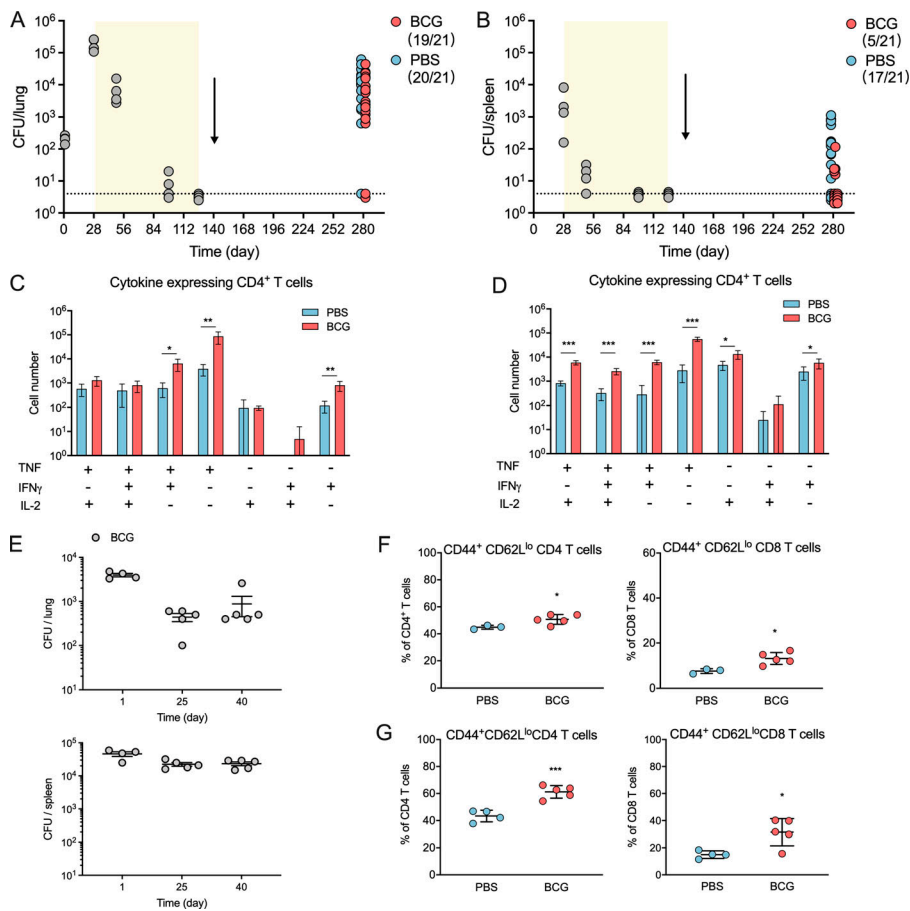 A
CFU/lung
10⁶
10⁵
10⁴
10³
10²
10¹
10⁰
0 28 56 84 112 140 168 196 224 252 280
Time (day)
BCG
(19/21)
PBS
(20/21)
B
CFU/spleen
10⁶
10⁵
10⁴
10³
10²
10¹
10⁰
0 28 56 84 112 140 168 196 224 252 280
Time (day)
BCG
(5/21)
PBS
(17/21)
C
Cytokine expressing CD4⁺ T cells
Cell number
10⁶
10⁵
10⁴
10³
10²
10¹
10⁰
PBS
BCG
* ** **
TNF + + + + - - -
IFNγ - + + - - + +
IL-2 + + - - + + -
D
Cytokine expressing CD4⁺ T cells
Cell number
10⁶
10⁵
10⁴
10³
10²
10¹
10⁰
PBS
BCG
*** *** *** *** * *
TNF + + + + - - -
IFNγ - + + - - + +
IL-2 + + - - + + -
E
BCG
CFU / lung
10⁴
10³
10²
10¹
1 25 40
Time (day)
CFU / spleen
10⁵
10⁴
10³
10²
10¹
1 25 40
Time (day)
F
CD44⁺ CD62Lˡᵒ CD4 T cells
% of CD4⁺ T cells
100
80
60
40
20
0
*
PBS BCG
CD44⁺ CD62Lˡᵒ CD8 T cells
% of CD8 T cells
60
40
20
0
*
PBS BCG
G
CD44⁺CD62LˡᵒCD4 T cells
% of CD4 T cells
100
80
60
40
20
0
***
PBS BCG
CD44⁺ CD62LˡᵒCD8 T cells
% of CD8 T cells
80
60
40
20
0
*
PBS BCG